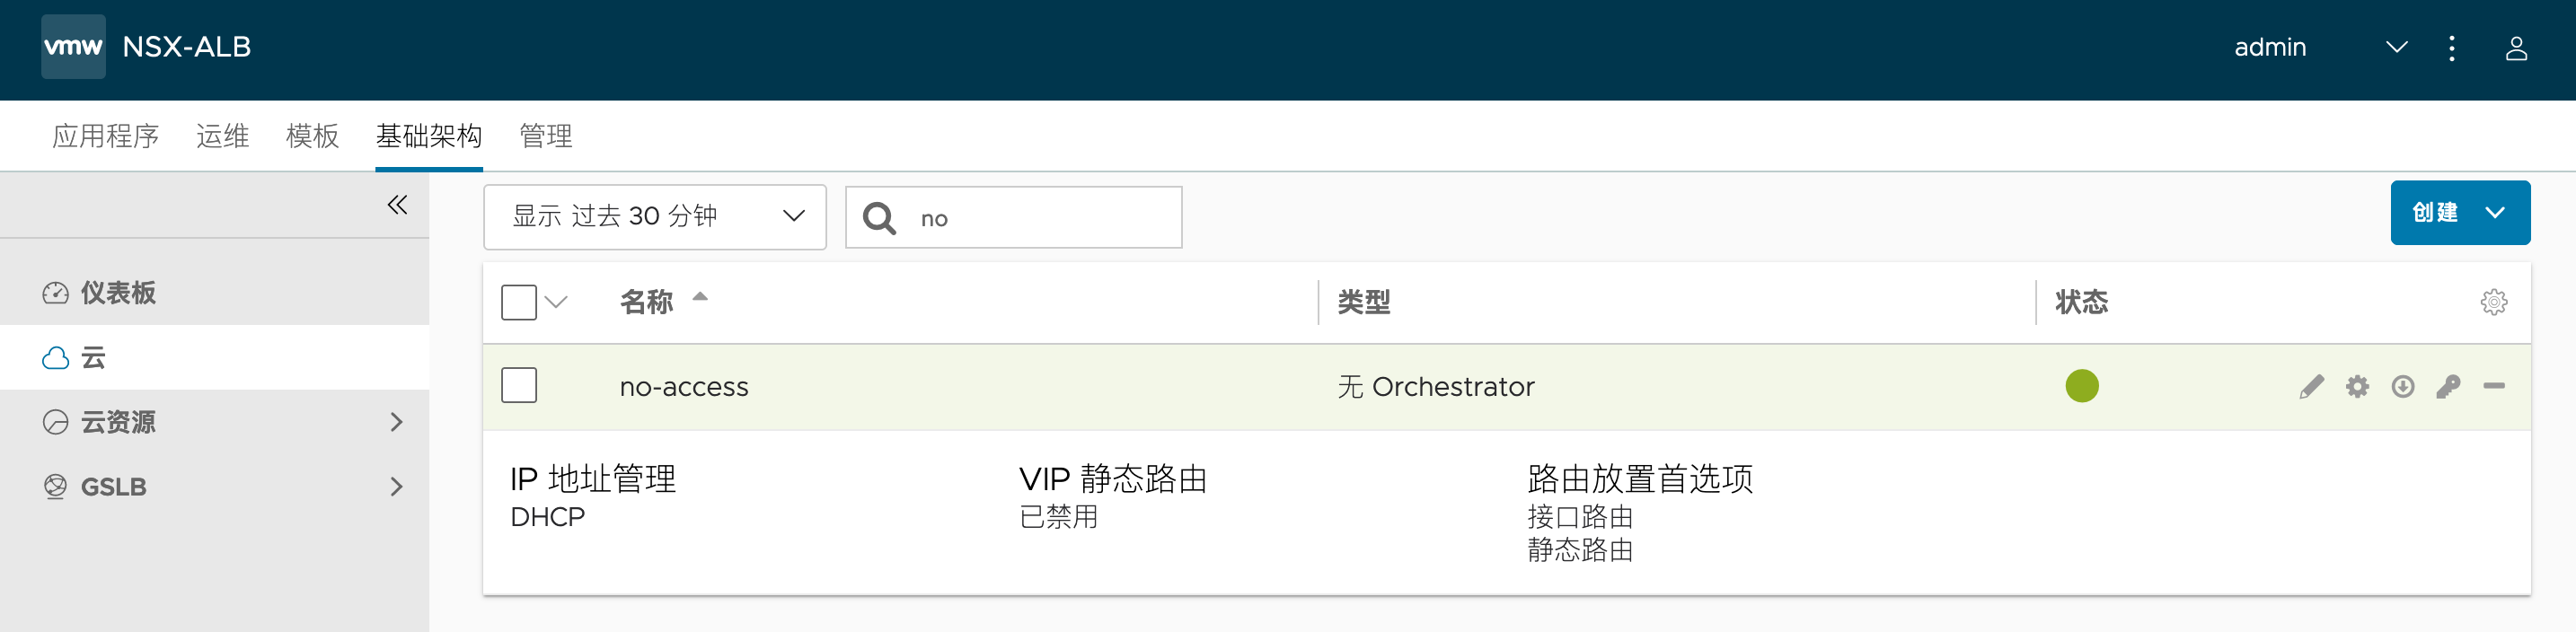 vmw NSX-ALB admin
应用程序 运维 模板 基础架构 管理
显示 过去 30 分钟 no 创建
仪表板
云
云资源
GSLB
名称 类型 状态
no-access 无 Orchestrator
IP 地址管理 VIP 静态路由 路由放置首选项
DHCP 已禁用 接口路由
静态路由